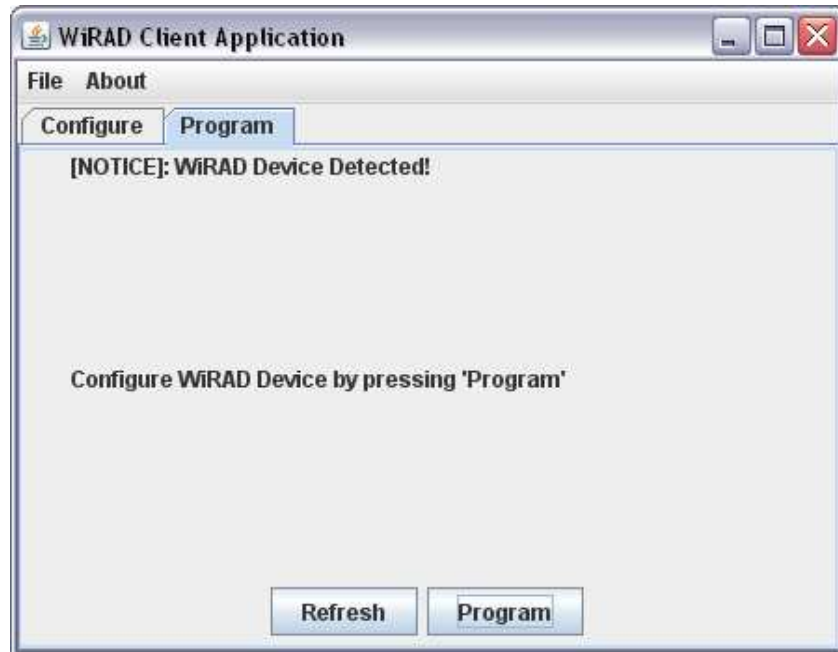 WiRAD Client Application
File About
Configure Program
[NOTICE]: WiRAD Device Detected!
Configure WiRAD Device by pressing 'Program'
Refresh Program